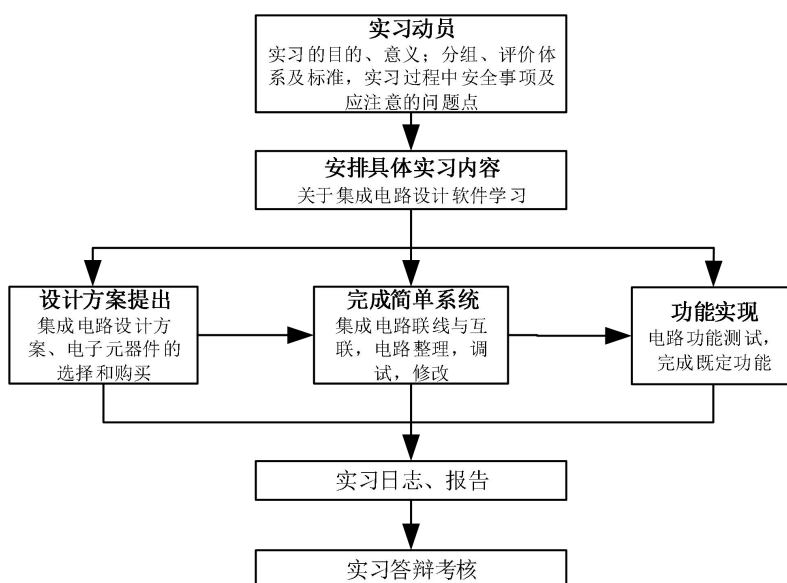 实习动员
实习的目的、意义；分组、评价体
系及标准，实习过程中安全事项及
应注意的问题点
安排具体实习内容
关于集成电路设计软件学习
设计方案提出
集成电路设计方
案、电子元器件的
选择和购买
完成简单系统
集成电路联线与互
联，电路整理，调
试，修改
功能实现
电路功能测试，
完成既定功能
实习日志、报告
实习答辩考核